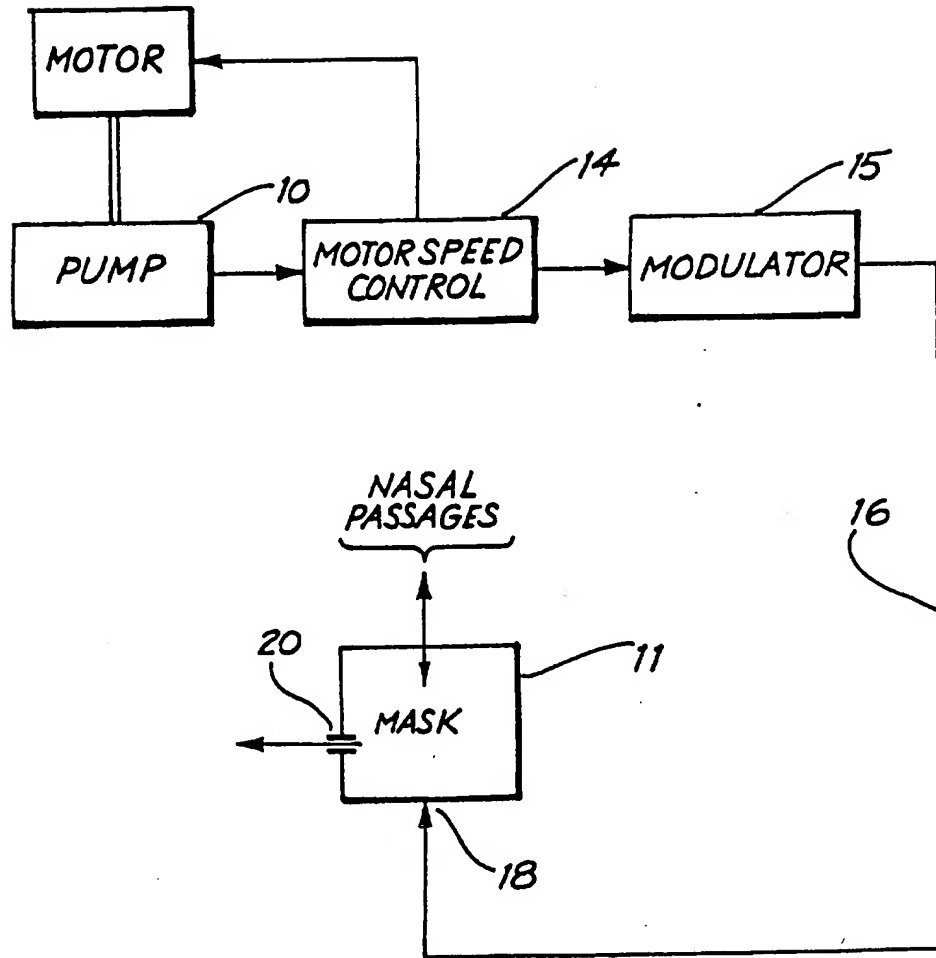 MOTOR
10
14
15
PUMP
MOTOR SPEED
CONTROL
MODULATOR
NASAL
PASSAGES
16
20
11
MASK
18